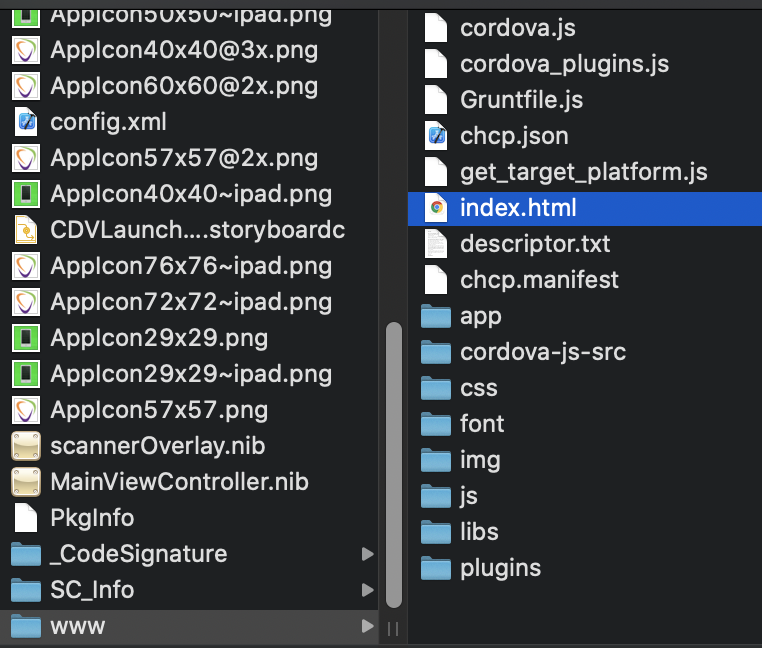 AppIcon50x50~ipad.png
AppIcon40x40@3x.png
AppIcon60x60@2x.png
config.xml
AppIcon57x57@2x.png
AppIcon40x40~ipad.png
CDVLaunch....storyboardc
AppIcon76x76~ipad.png
AppIcon72x72~ipad.png
AppIcon29x29.png
AppIcon29x29~ipad.png
AppIcon57x57.png
scannerOverlay.nib
MainViewController.nib
PkgInfo
_CodeSignature
SC_Info
www
cordova.js
cordova_plugins.js
Gruntfile.js
chcp.json
get_target_platform.js
index.html
descriptor.txt
chcp.manifest
app
cordova-js-src
css
font
img
js
libs
plugins